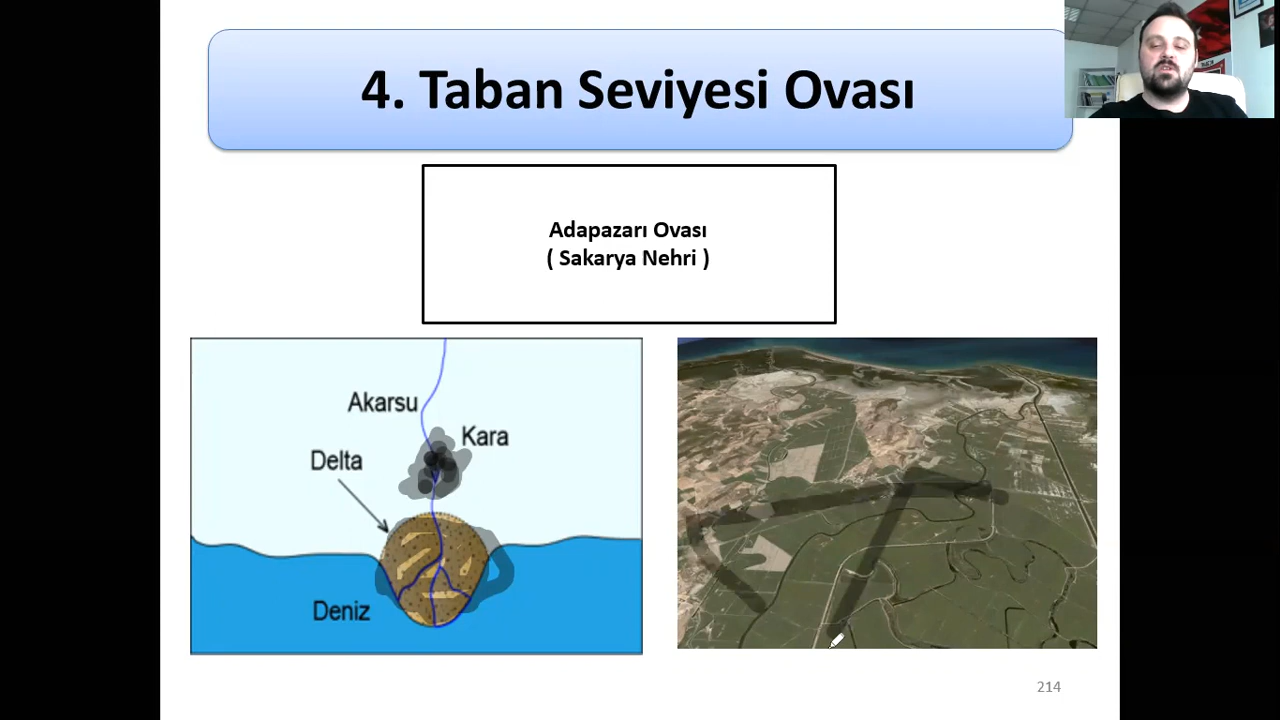 4. Taban Seviyesi Ovası
Adapazarı Ovası
( Sakarya Nehri )
Akarsu
Kara
Delta
Deniz
214